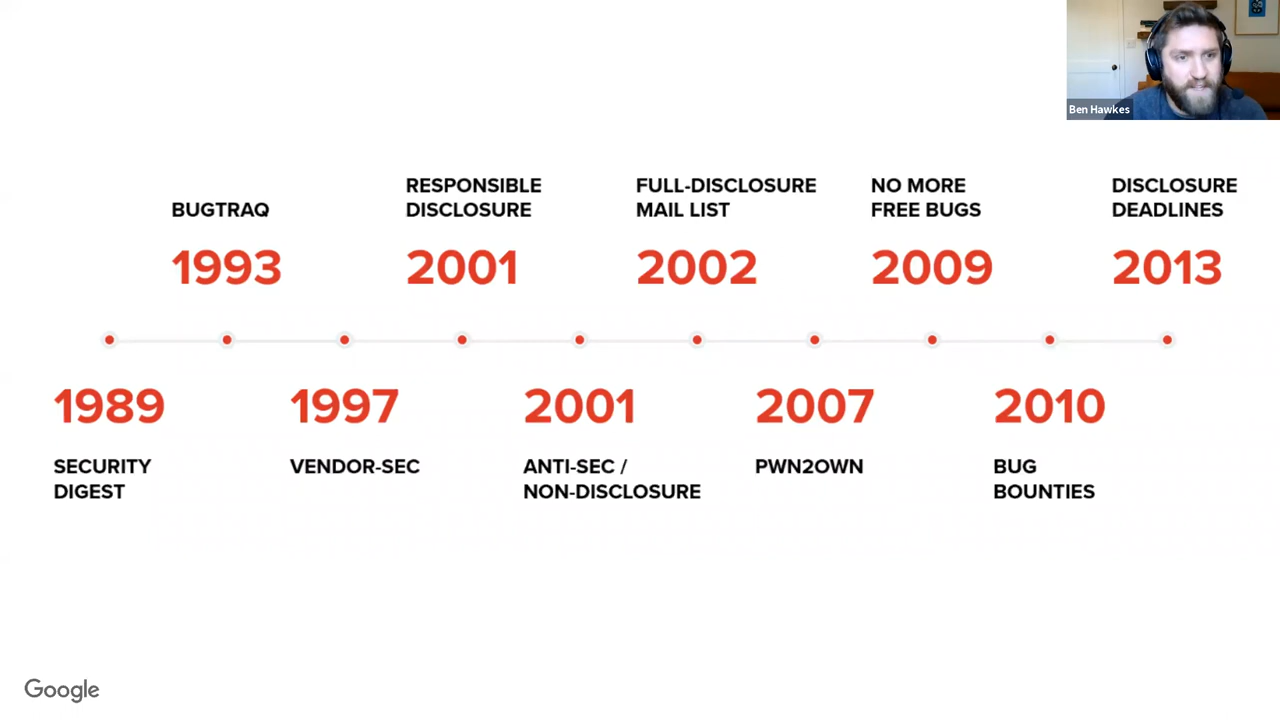 Ben Hawkes
BUGTRAQ
1993
RESPONSIBLE
DISCLOSURE
2001
FULL-DISCLOSURE
MAIL LIST
2002
NO MORE
FREE BUGS
2009
DISCLOSURE
DEADLINES
2013
1989
SECURITY
DIGEST
1997
VENDOR-SEC
2001
ANTI-SEC /
NON-DISCLOSURE
2007
PWN2OWN
2010
BUG
BOUNTIES
Google